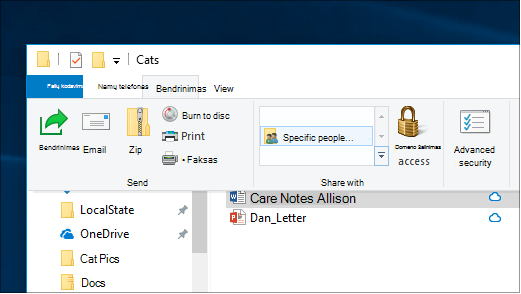 Cats
Failų kodavimas Namų telefonas Bendrinimas View
Bendrinimas
Email
Zip
Burn to disc
Print
• Faksas
Send
Specific people...
Share with
Domeno šalinimas
access
Advanced
security
LocalState
OneDrive
Cat Pics
Docs
Care Notes Allison
Dan_Letter